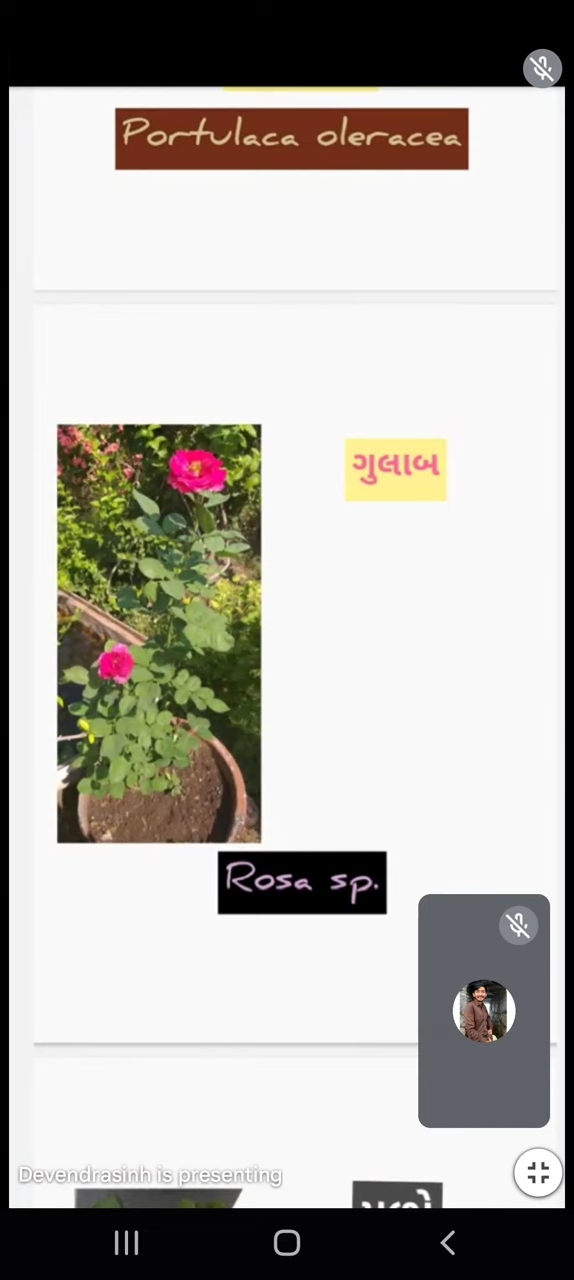 Portulaca oleracea
ગુલાબ
Rosa sp.
Devendrasinh is presenting